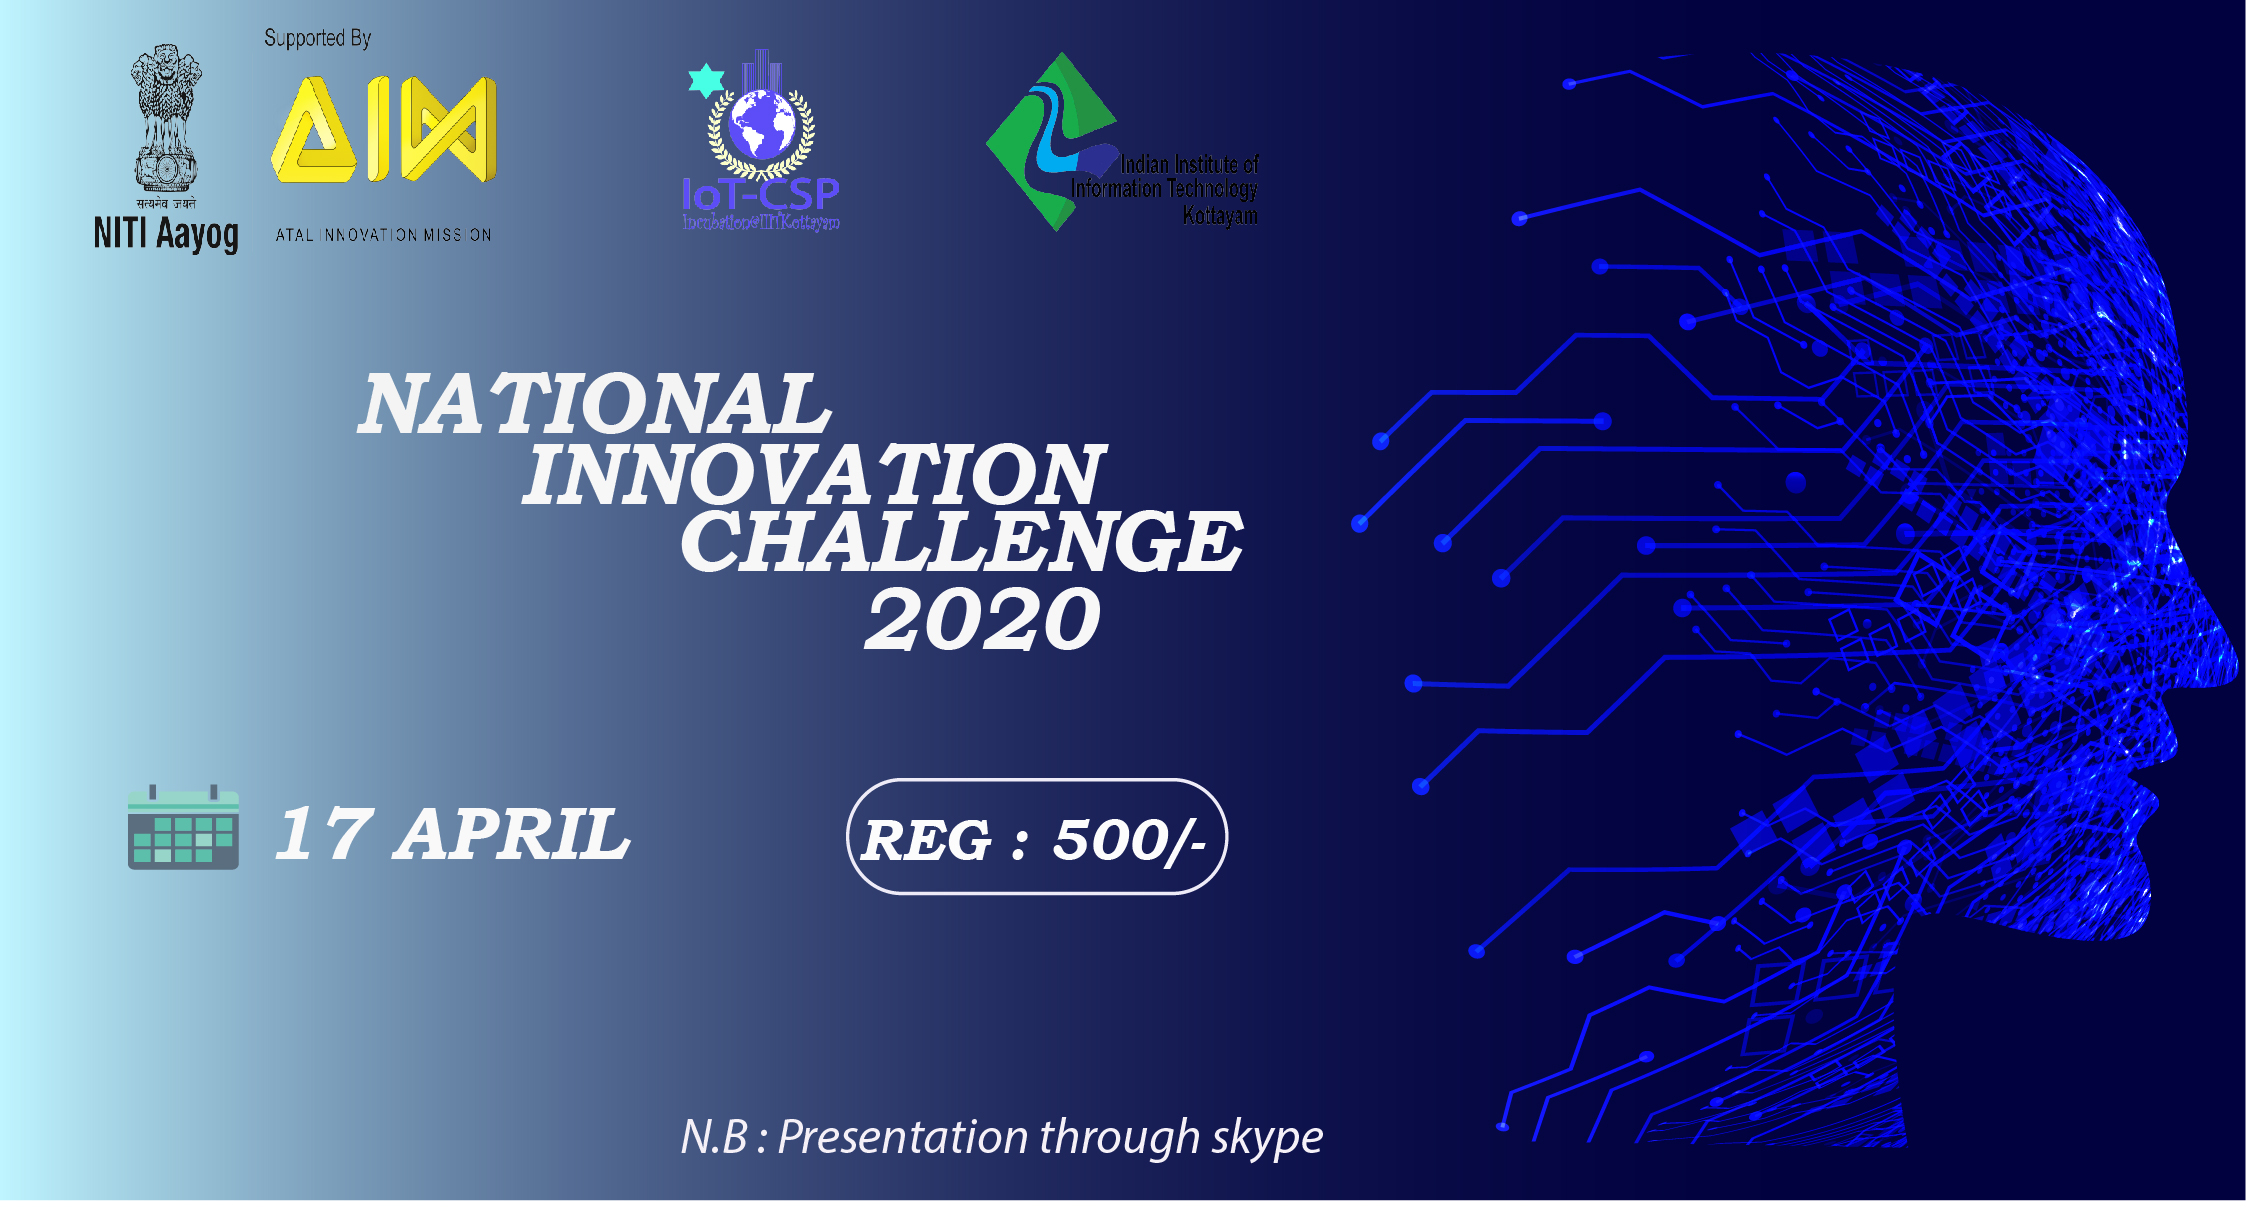 Supported By
सत्यमेव जयते
NITI Aayog
AIM
ATAL INNOVATION MISSION
IoT-CSP
Incubation@IIITKottayam
Indian Institute of
Information Technology
Kottayam
NATIONAL
INNOVATION
CHALLENGE
2020
17 APRIL
REG : 500/-
N.B : Presentation through skype